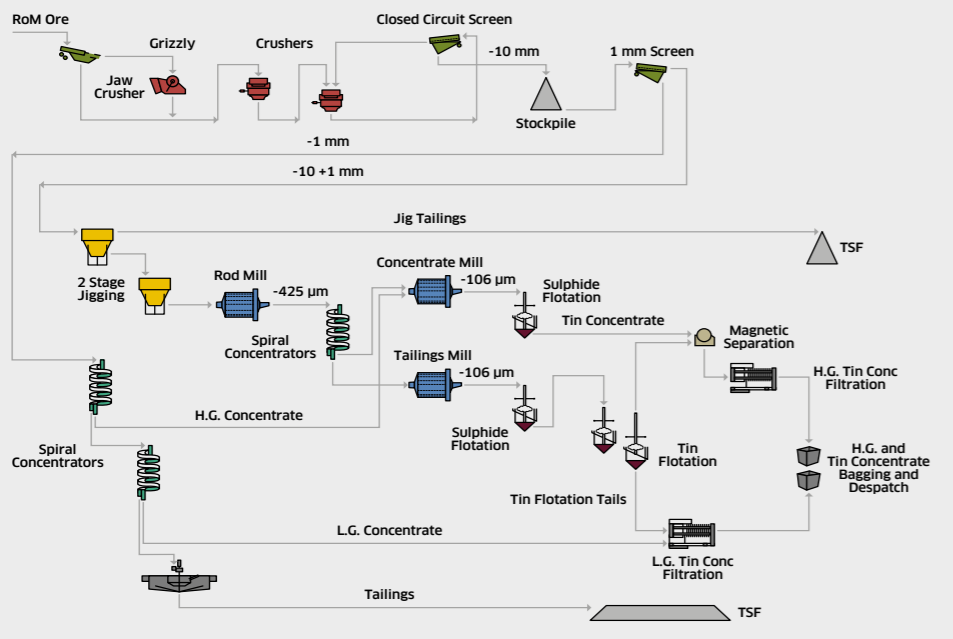 RoM Ore
Grizzly
Jaw
Crusher
Crushers
Closed Circuit Screen
-10 mm
Stockpile
1 mm Screen
-1 mm
-10 +1 mm
Jig Tailings
TSF
2 Stage
Jigging
Rod Mill
-425 µm
Spiral
Concentrators
Concentrate Mill
-106 µm
Sulphide
Flotation
Tin Concentrate
Magnetic
Separation
H.G. Tin Conc
Filtration
Tailings Mill
-106 µm
H.G. Concentrate
Sulphide
Flotation
Tin
Flotation
Spiral
Concentrators
H.G. and
Tin Concentrate
Bagging and
Despatch
Tin Flotation Tails
L.G. Concentrate
L.G. Tin Conc
Filtration
Tailings
TSF